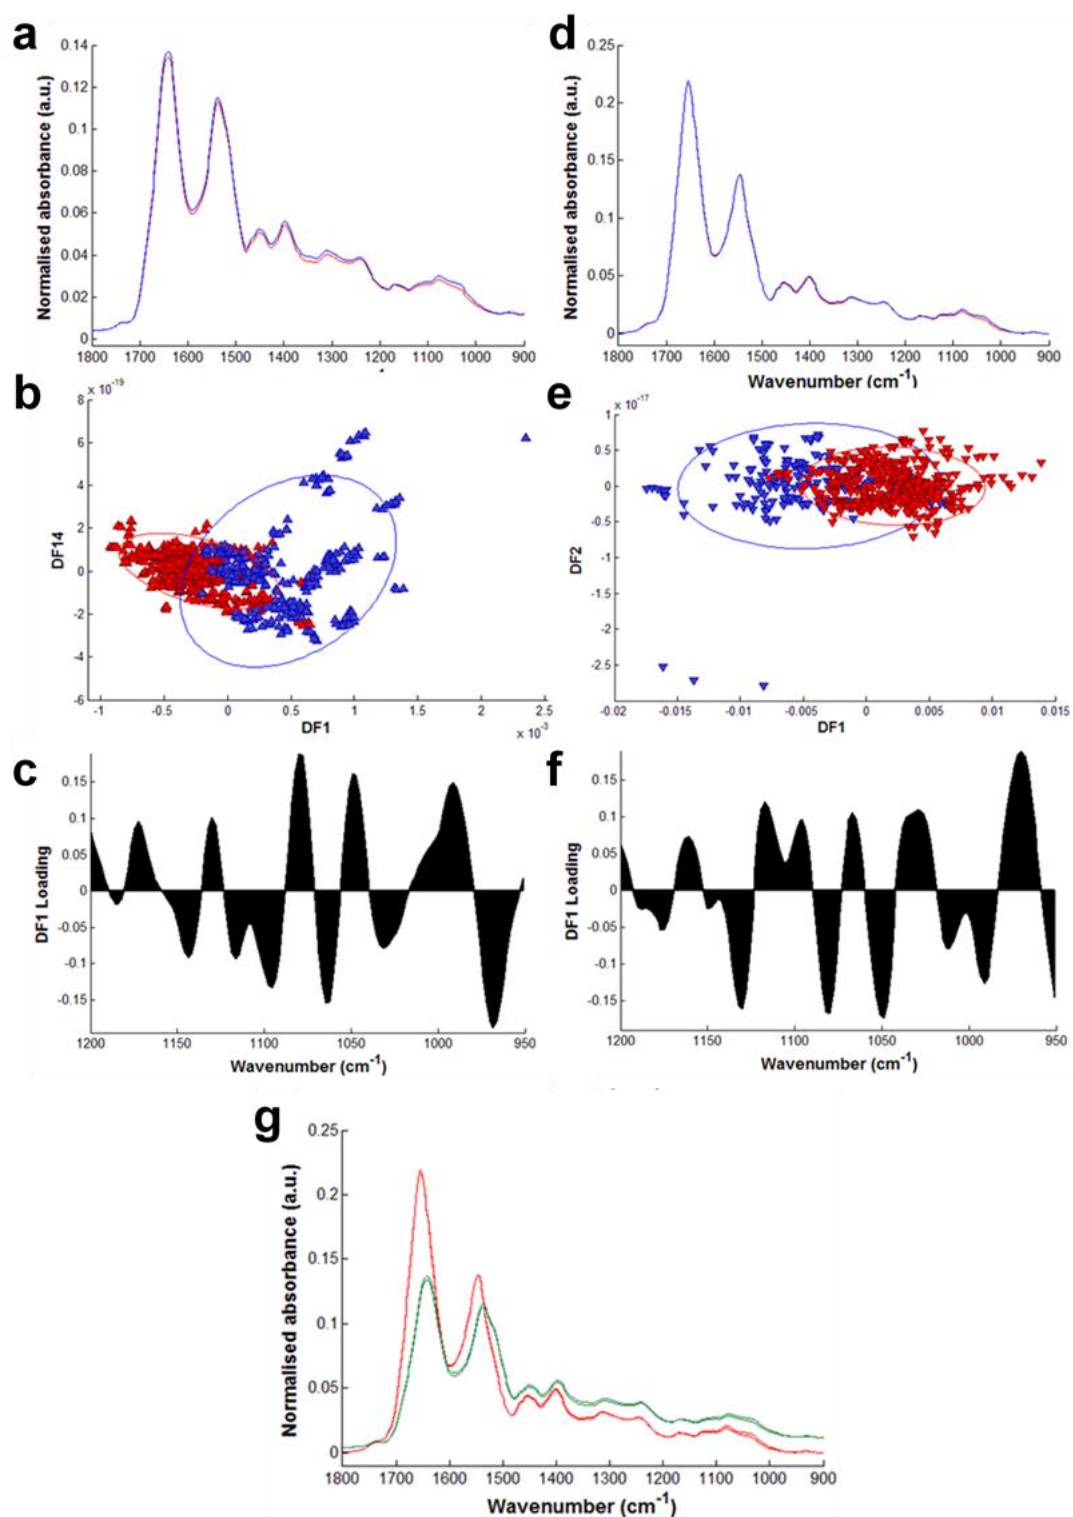 a
0.14
0.12
0.1
0.08
0.06
0.04
0.02
0
Normalised absorbance (a.u.)
1800 1700 1600 1500 1400 1300 1200 1100 1000 900
d
0.25
0.2
0.15
0.1
0.05
0
Normalised absorbance (a.u.)
1800 1700 1600 1500 1400 1300 1200 1100 1000 900
Wavenumber (cm-1)
b
x 10-19
8
6
4
2
0
-2
-4
-6
DF14
-1 -0.5 0 0.5 1 1.5 2 2.5
DF1
x 10-3
e
x 10-17
1
0.5
0
-0.5
-1
-1.5
-2
-2.5
DF2
-0.02 -0.015 -0.01 -0.005 0 0.005 0.01 0.015
DF1
c
0.15
0.1
0.05
0
-0.05
-0.1
-0.15
DF1 Loading
1200 1150 1100 1050 1000 950
Wavenumber (cm-1)
f
0.15
0.1
0.05
0
-0.05
-0.1
-0.15
DF1 Loading
1200 1150 1100 1050 1000 950
Wavenumber (cm-1)
g
0.25
0.2
0.15
0.1
0.05
0
Normalised absorbance (a.u.)
1800 1700 1600 1500 1400 1300 1200 1100 1000 900
Wavenumber (cm-1)